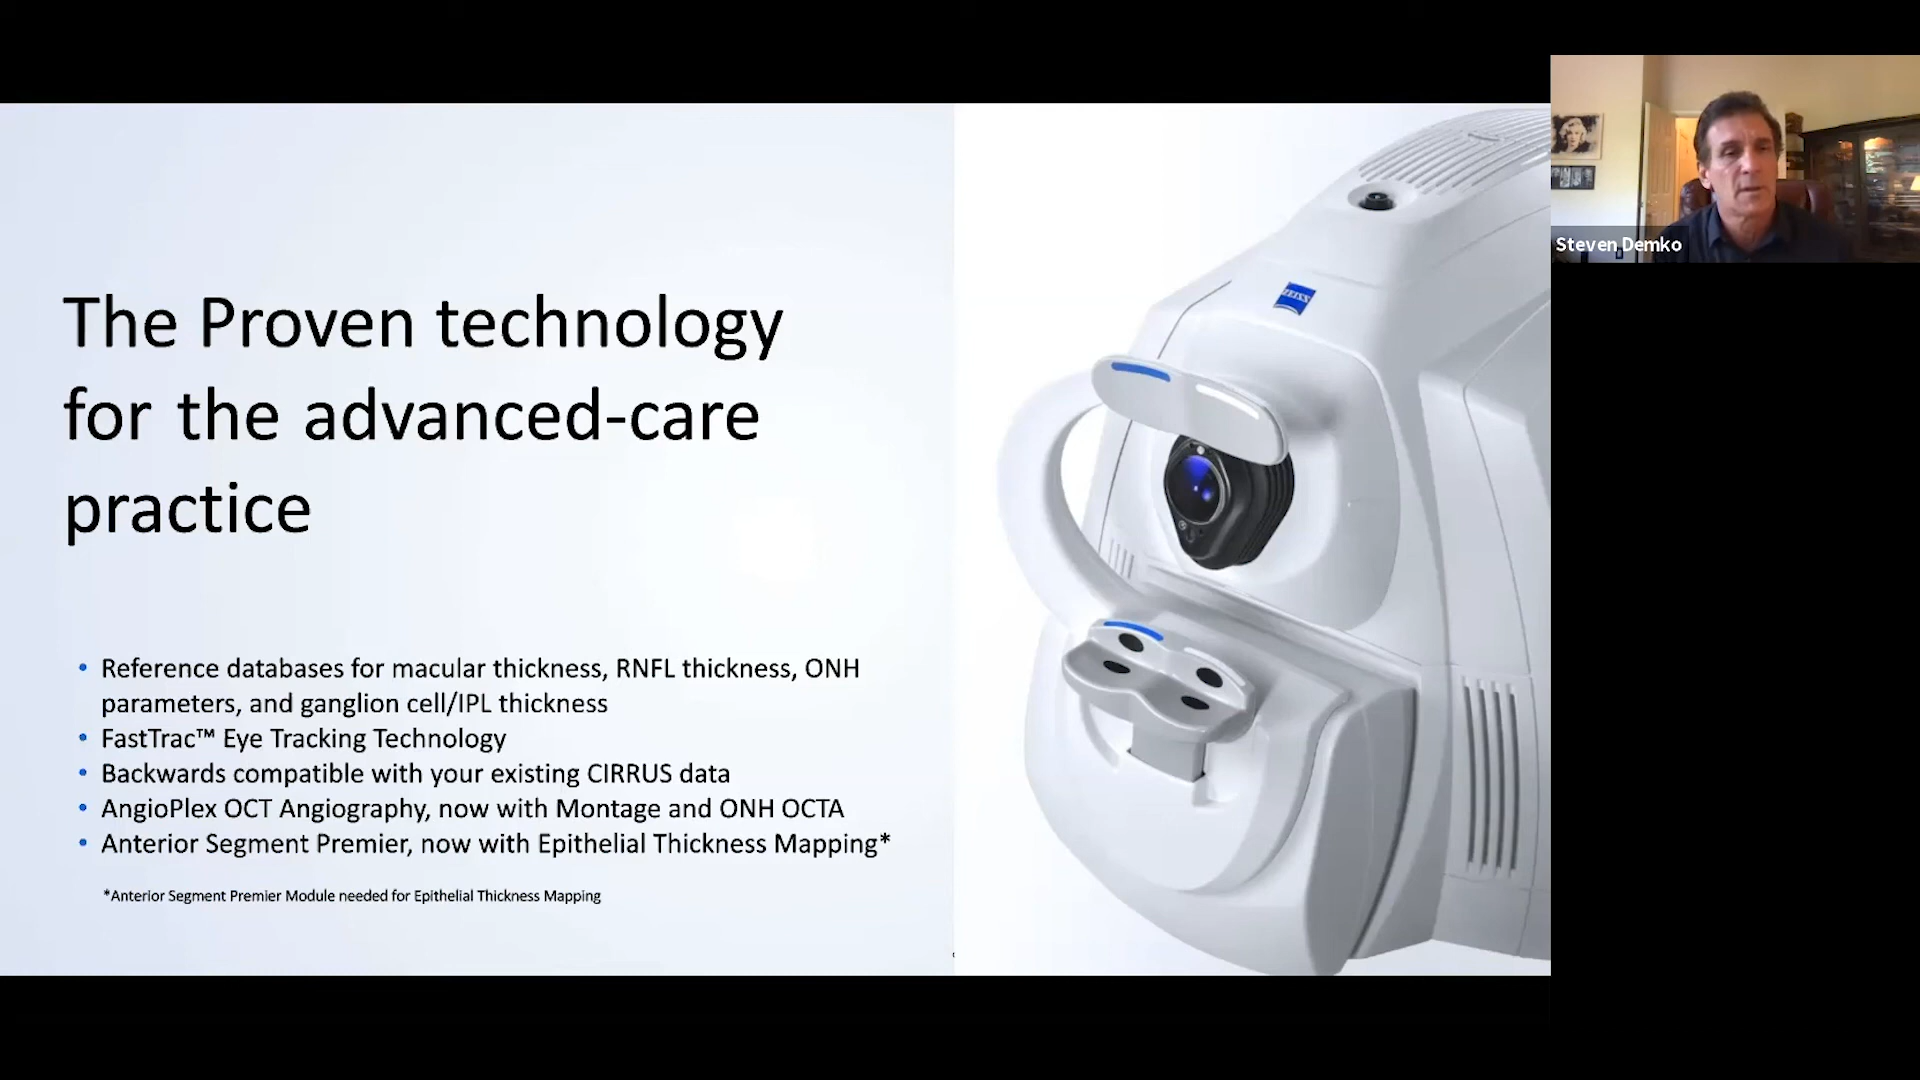 The Proven technology
for the advanced-care
practice
• Reference databases for macular thickness, RNFL thickness, ONH
parameters, and ganglion cell/IPL thickness
• FastTrac™ Eye Tracking Technology
• Backwards compatible with your existing CIRRUS data
• AngioPlex OCT Angiography, now with Montage and ONH OCTA
• Anterior Segment Premier, now with Epithelial Thickness Mapping*
*Anterior Segment Premier Module needed for Epithelial Thickness Mapping
ZEISS
Steven Demko